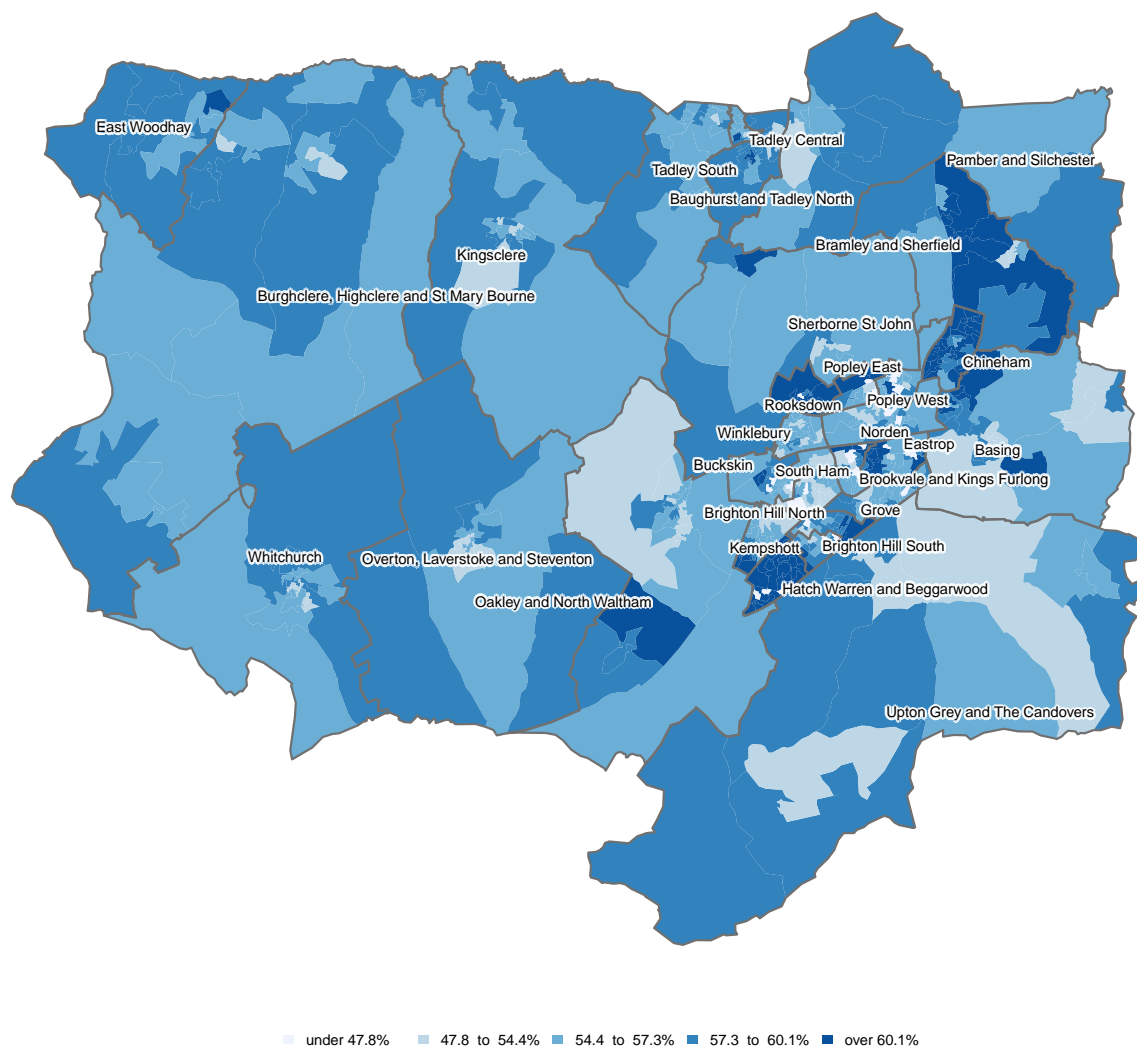 East Woodhay
Tadley Central
Pamber and Silchester
Tadley South
Baughurst and Tadley North
Bramley and Sherfield
Kingsclere
Burghclere, Highclere and St Mary Bourne
Sherborne St John
Popley East
Chineham
Popley West
Rooksdown
Norden
Winklebury
Eastrop
Basing
Buckskin
South Ham
Brookvale and Kings Furlong
Grove
Brighton Hill North
Kempshott
Brighton Hill South
Whitchurch
Overton, Laverstoke and Steventon
Hatch Warren and Beggarwood
Oakley and North Waltham
Upton Grey and The Candovers
under 47.8% 47.8 to 54.4% 54.4 to 57.3% 57.3 to 60.1% over 60.1%